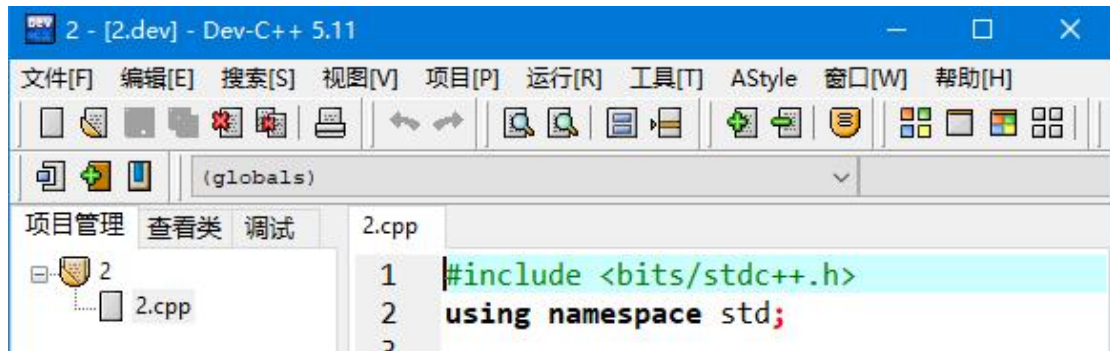 2 - [2.dev] - Dev-C++ 5.11
文件[F] 编辑[E] 搜索[S] 视图[V] 项目[P] 运行[R] 工具[T] AStyle 窗口[W] 帮助[H]
(globals)
项目管理 查看类 调试 2.cpp
2
2.cpp
1 #include <bits/stdc++.h>
2 using namespace std;
3